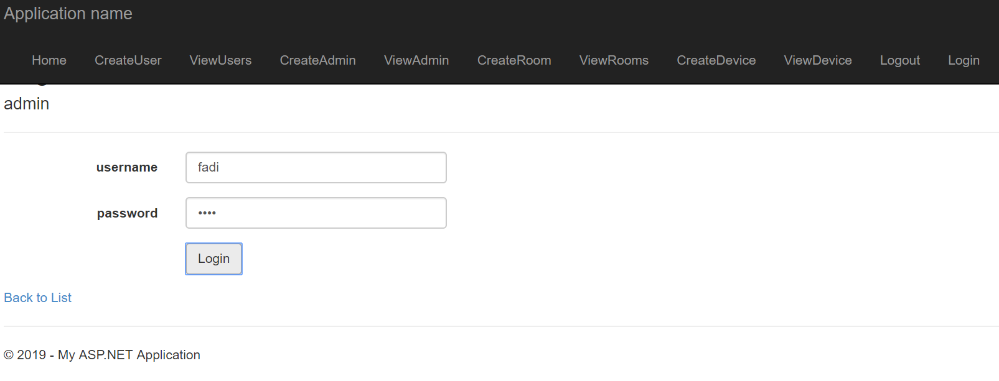 Application name
Home CreateUser ViewUsers CreateAdmin ViewAdmin CreateRoom ViewRooms CreateDevice ViewDevice Logout Login
admin
username fadi
password ••••
Login
Back to List
© 2019 - My ASP.NET Application